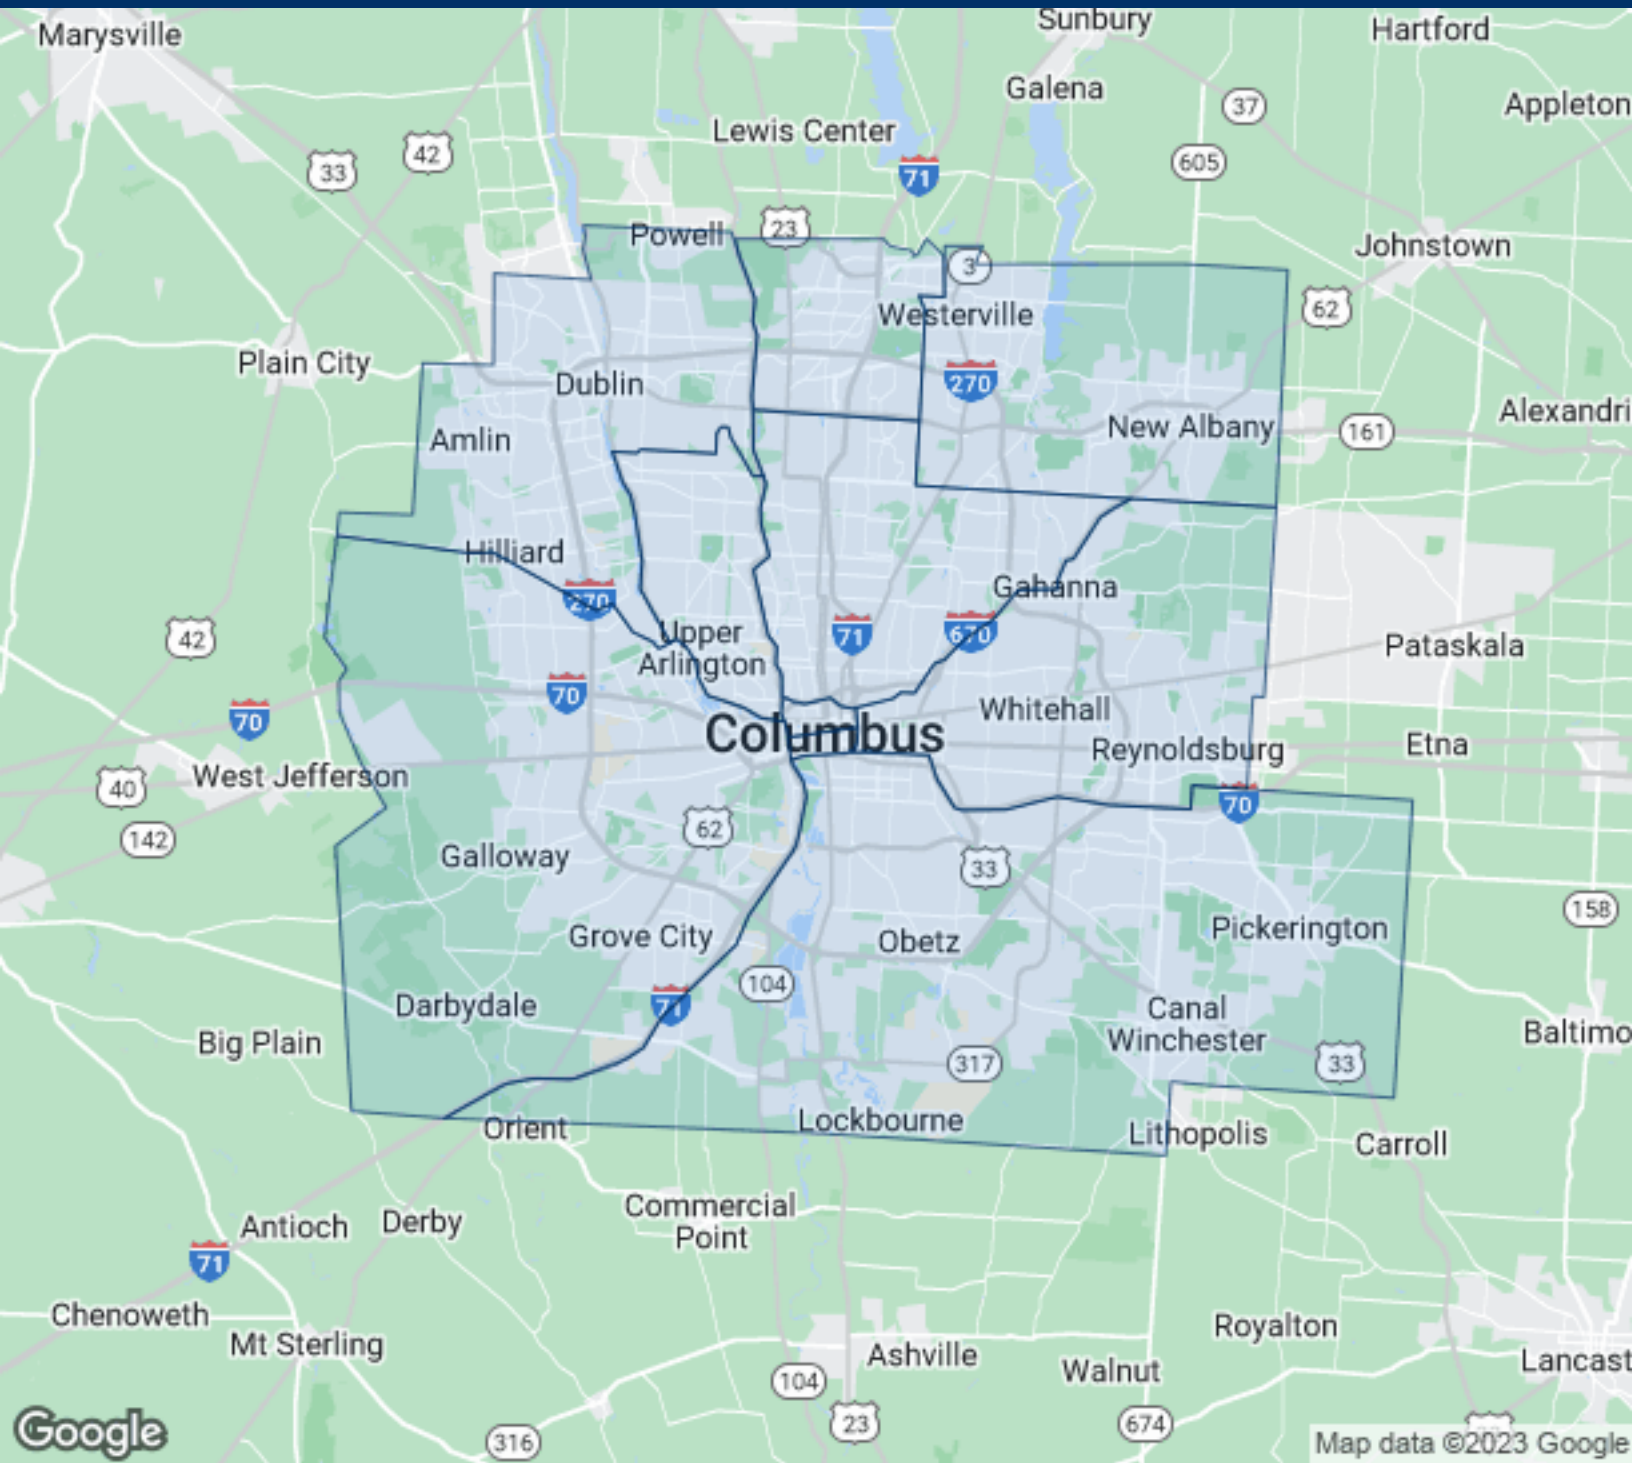 Marysville
Sunbury
Hartford
Galena
Appleton
37
Lewis Center
42
33
605
71
23
Powell
Johnstown
3
62
Westerville
Plain City
270
Dublin
Alexandri
New Albany
161
Amlin
Hilliard
Gahanna
270
Upper
Arlington
71
670
42
Pataskala
70
70
Whitehall
Columbus
Reynoldsburg
Etna
West Jefferson
40
70
62
142
Galloway
33
158
Pickerington
Grove City
Obetz
104
71
Darbydale
Canal
Winchester
Big Plain
Baltimo
317
33
Orient
Lockbourne
Lithopolis
Carroll
Commercial
Point
Antioch
Derby
71
Chenoweth
Royalton
Mt Sterling
Ashville
Lancast
Walnut
104
23
674
Google
316
Map data ©2023 Google